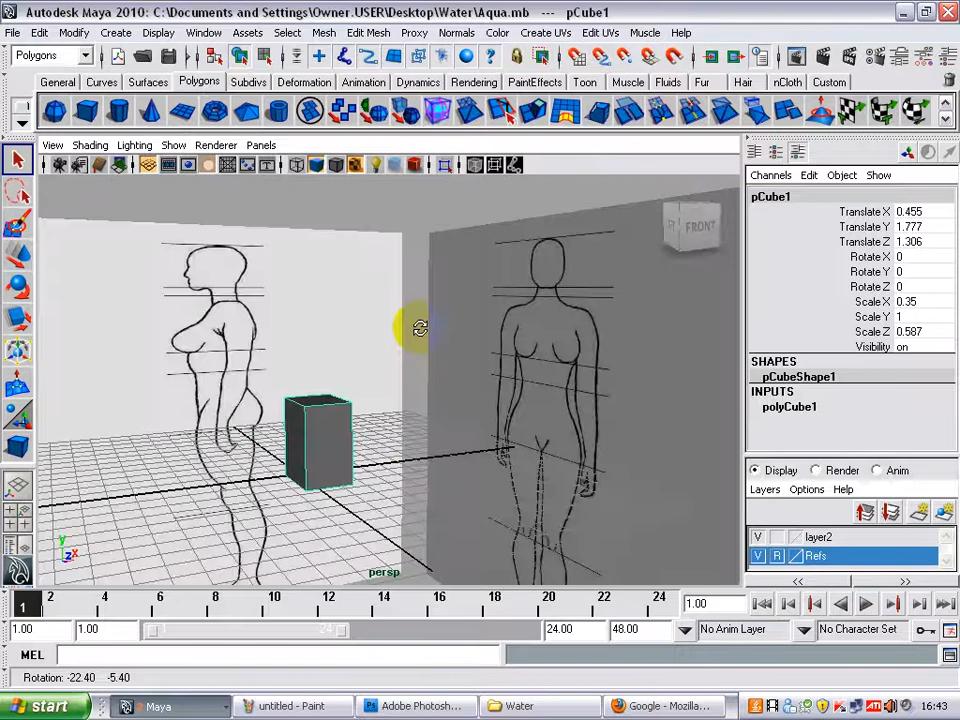 Autodesk Maya 2010: C:\Documents and Settings\Owner.USER\Desktop\Water\Aqua.mb --- pCube1
File Edit Modify Create Display Window Assets Select Mesh Edit Mesh Proxy Normals Color Create UVs Edit UVs Muscle Help
Polygons
General Curves Surfaces Polygons Subdivs Deformation Animation Dynamics Rendering PaintEffects Toon Muscle Fluids Fur Hair nCloth Custom
View Shading Lighting Show Renderer Panels
Channels Edit Object Show
pCube1
Translate X 0.455
Translate Y 1.777
Translate Z 1.306
Rotate X 0
Rotate Y 0
Rotate Z 0
Scale X 0.35
Scale Y 1
Scale Z 0.587
Visibility on
SHAPES
pCubeShape1
INPUTS
polyCube1
FRONT
y
z x
persp
Display Render Anim
Layers Options Help
V layer2
V R Refs
<< >>
1 2 4 6 8 10 12 14 16 18 20 22 24 1.00
1.00 1.00 1 24 24.00 48.00 No Anim Layer No Character Set
MEL
Rotation: -22.40 -5.40
start Maya untitled - Paint Adobe Photosh... Water Google - Mozilla... 16:43